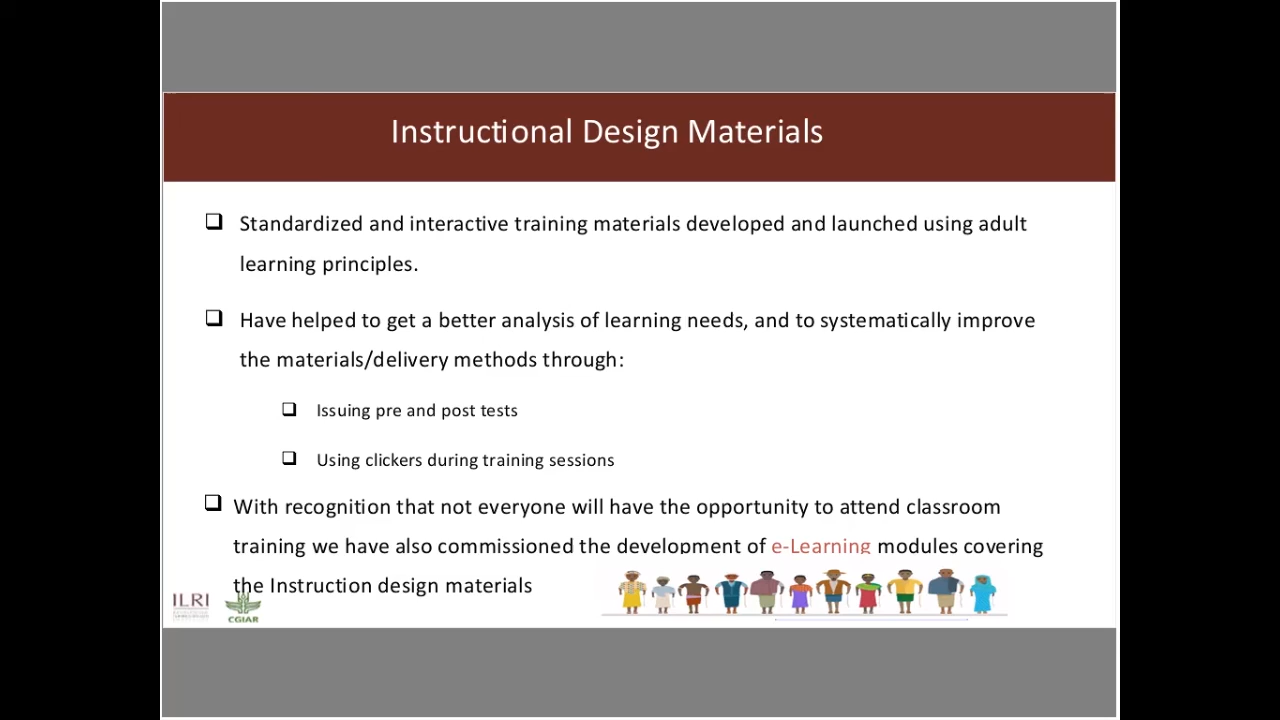 Instructional Design Materials
Standardized and interactive training materials developed and launched using adult
learning principles.
Have helped to get a better analysis of learning needs, and to systematically improve
the materials/delivery methods through:
Issuing pre and post tests
Using clickers during training sessions
With recognition that not everyone will have the opportunity to attend classroom
training we have also commissioned the development of e-Learning modules covering
the Instruction design materials
ILRI
CGIAR